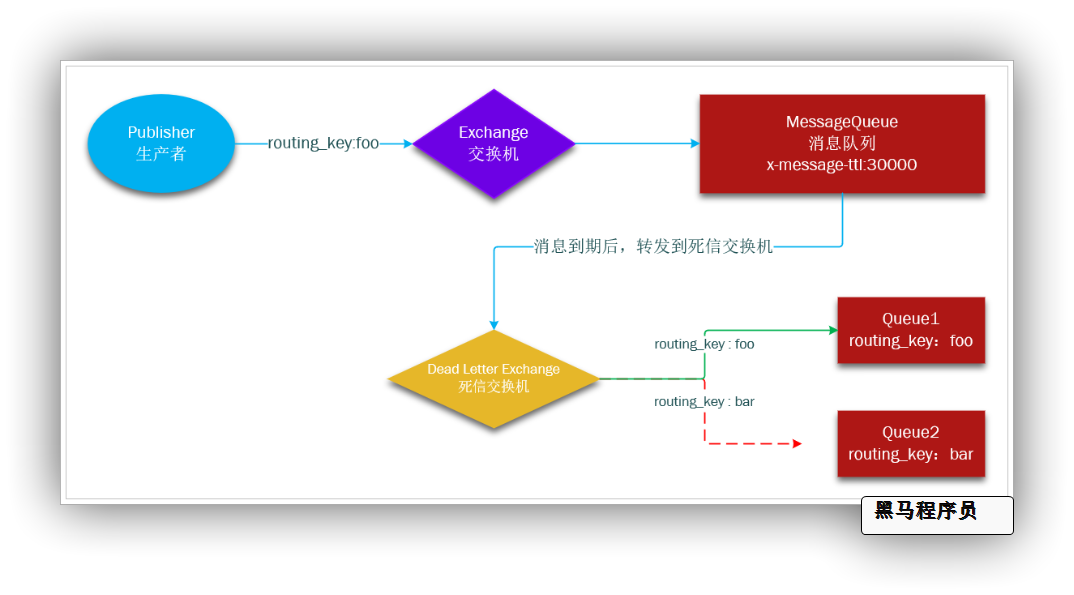 Publisher
生产者
routing_key:foo
Exchange
交换机
MessageQueue
消息队列
x-message-ttl:30000
消息到期后，转发到死信交换机
Dead Letter Exchange
死信交换机
routing_key : foo
Queue1
routing_key：foo
routing_key : bar
Queue2
routing_key：bar
黑马程序员